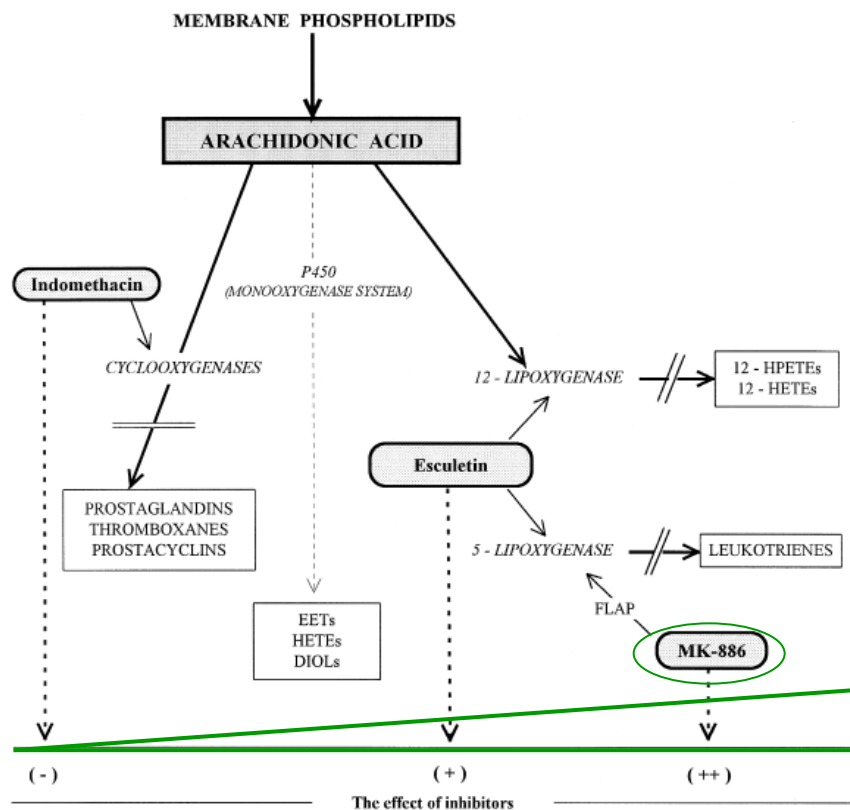 MEMBRANE PHOSPHOLIPIDS
ARACHIDONIC ACID
P450
(MONOOXYGENASE SYSTEM)
Indomethacin
CYCLOOXYGENASES
12 - LIPOXYGENASE
12 - HPETEs
12 - HETEs
Esculetin
PROSTAGLANDINS
THROMBOXANES
PROSTACYCLINS
5 - LIPOXYGENASE
LEUKOTRIENES
FLAP
EETs
HETEs
DIOLs
MK-886
( - )
( + )
( ++ )
The effect of inhibitors